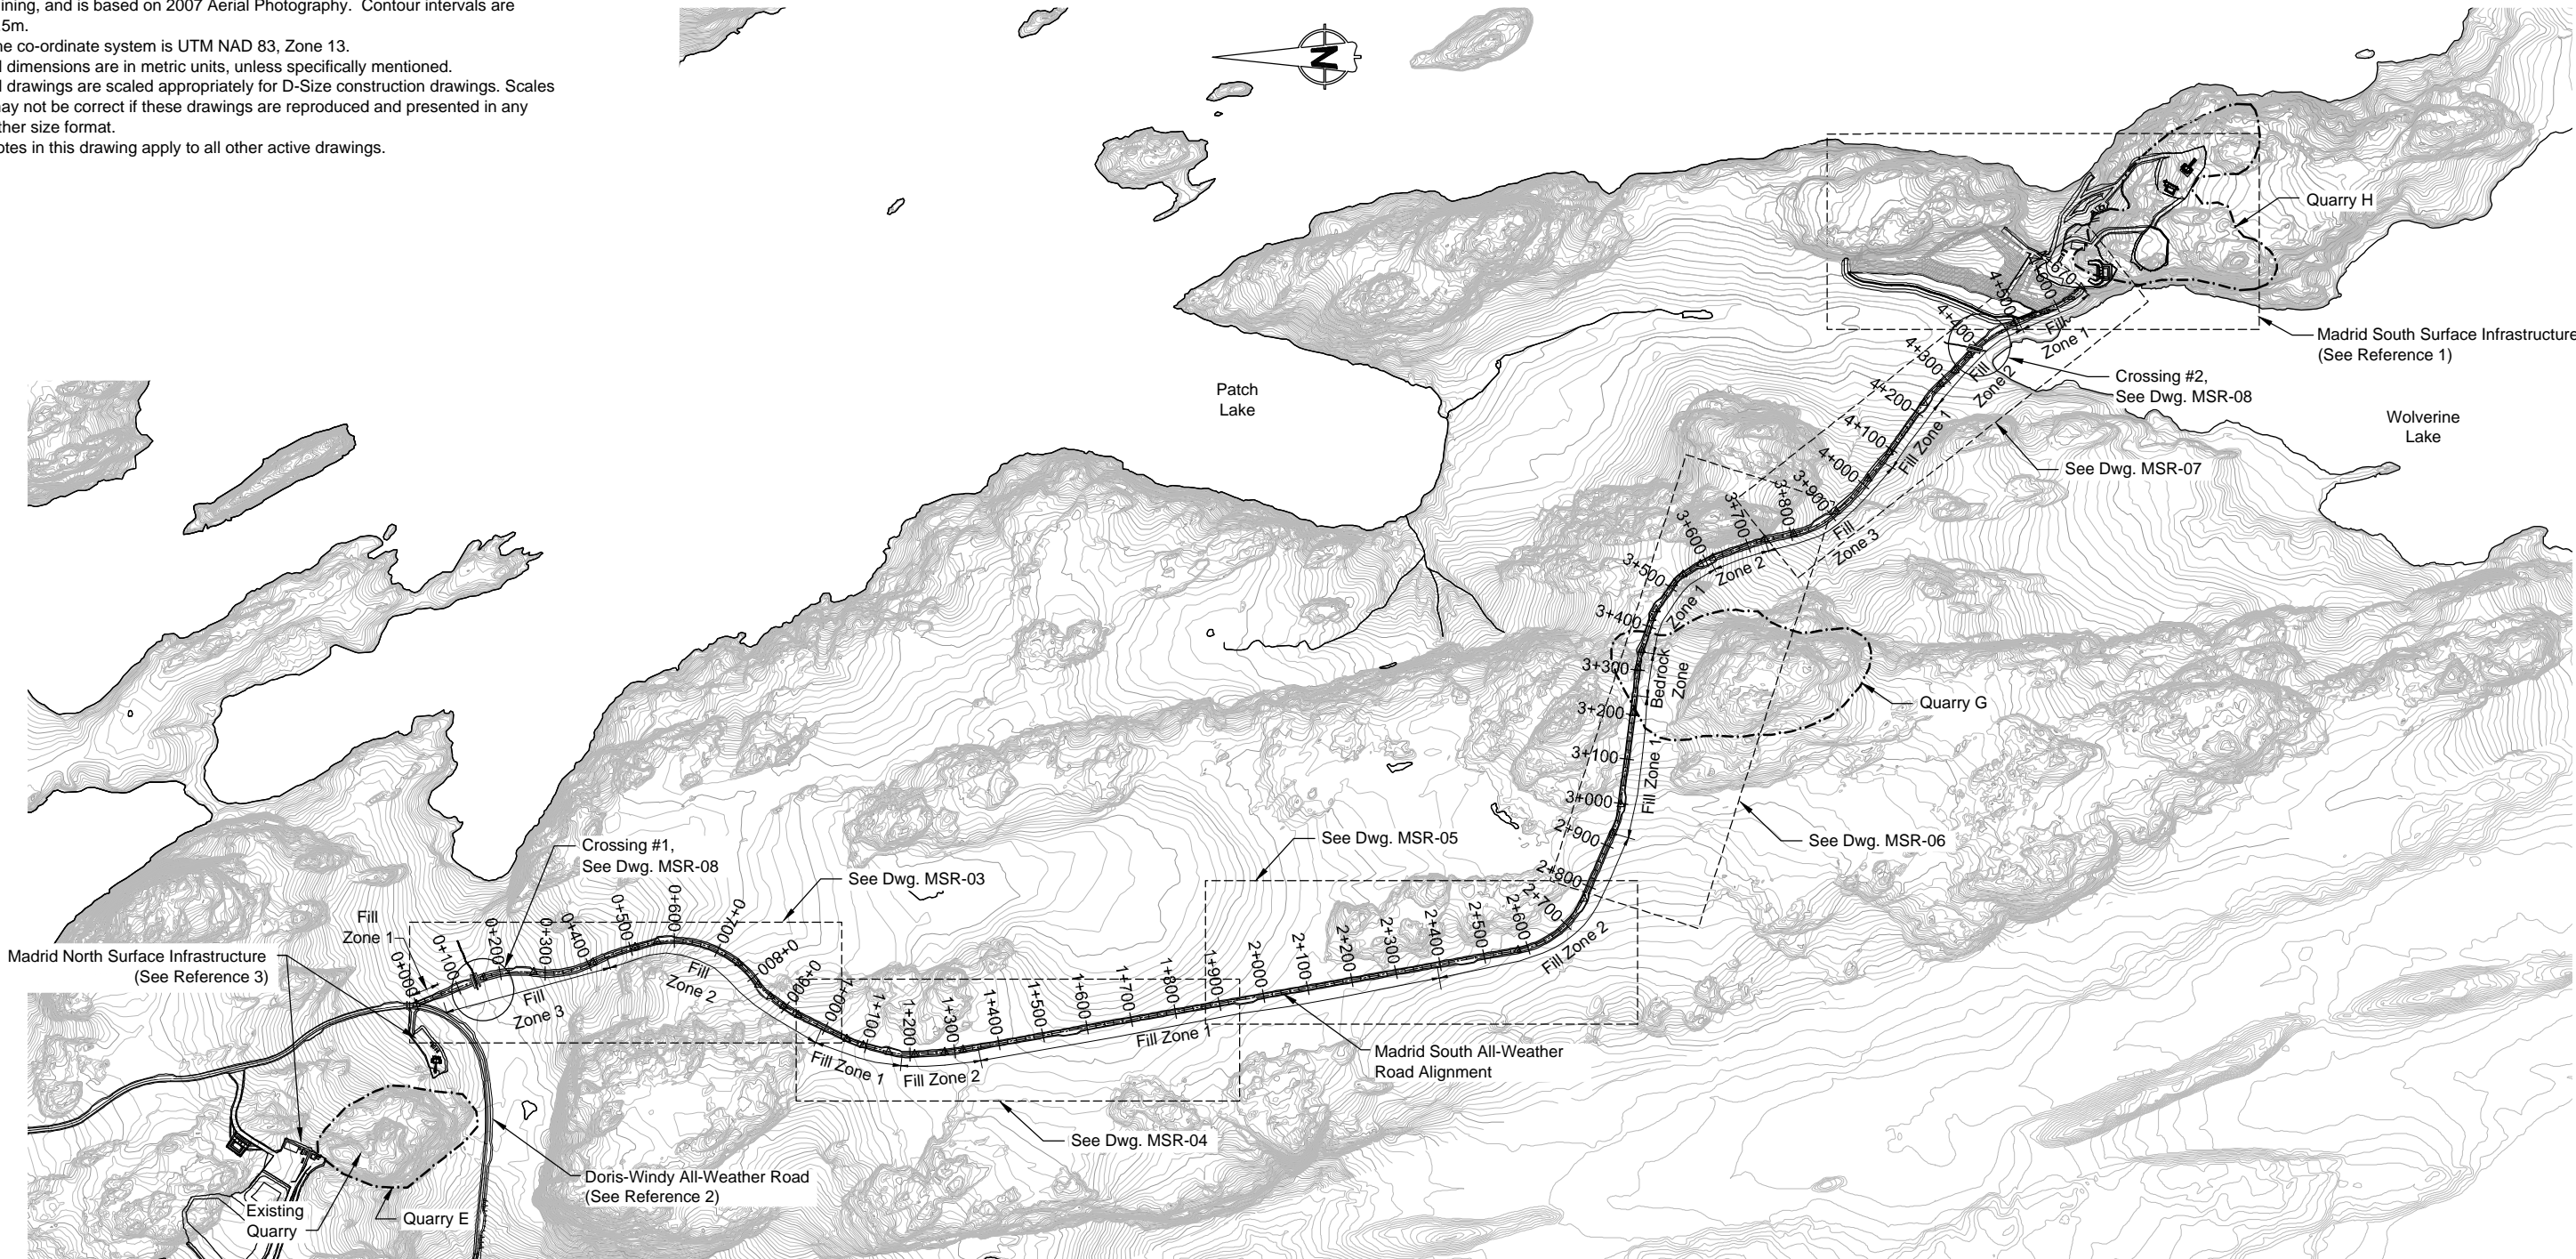 ining, and is based on 2007 Aerial Photography.  Contour intervals are
5m.
e co-ordinate system is UTM NAD 83, Zone 13.
l dimensions are in metric units, unless specifically mentioned.
l drawings are scaled appropriately for D-Size construction drawings. Scales
ay not be correct if these drawings are reproduced and presented in any
ther size format.
otes in this drawing apply to all other active drawings.
N
Quarry H
Madrid South Surface Infrastructure
(See Reference 1)
Crossing #2,
See Dwg. MSR-08
Wolverine
Lake
See Dwg. MSR-07
Patch
Lake
Quarry G
See Dwg. MSR-06
See Dwg. MSR-05
Crossing #1,
See Dwg. MSR-08
See Dwg. MSR-03
Madrid North Surface Infrastructure
(See Reference 3)
Fill
Zone 1
0+000
0+100
0+200
0+300
0+400
0+500
0+600
0+700
0+800
0+900
1+000
1+100
1+200
1+300
1+400
1+500
1+600
1+700
1+800
1+900
2+000
2+100
2+200
2+300
2+400
2+500
2+600
2+700
2+800
2+900
3+000
3+100
3+200
3+300
3+400
3+500
3+600
3+700
3+800
3+900
4+000
4+100
4+200
4+300
4+400
4+500
Fill
Zone 3
Fill
Zone 2
Fill Zone 1
Fill Zone 2
Fill Zone 1
Fill Zone 2
Fill Zone 1
Bedrock
Zone
Zone 1
Zone 2
Fill
Zone 3
Fill Zone 1
Fill
Zone 2
Fill
Zone 1
Madrid South All-Weather
Road Alignment
See Dwg. MSR-04
Doris-Windy All-Weather Road
(See Reference 2)
Existing
Quarry
Quarry E